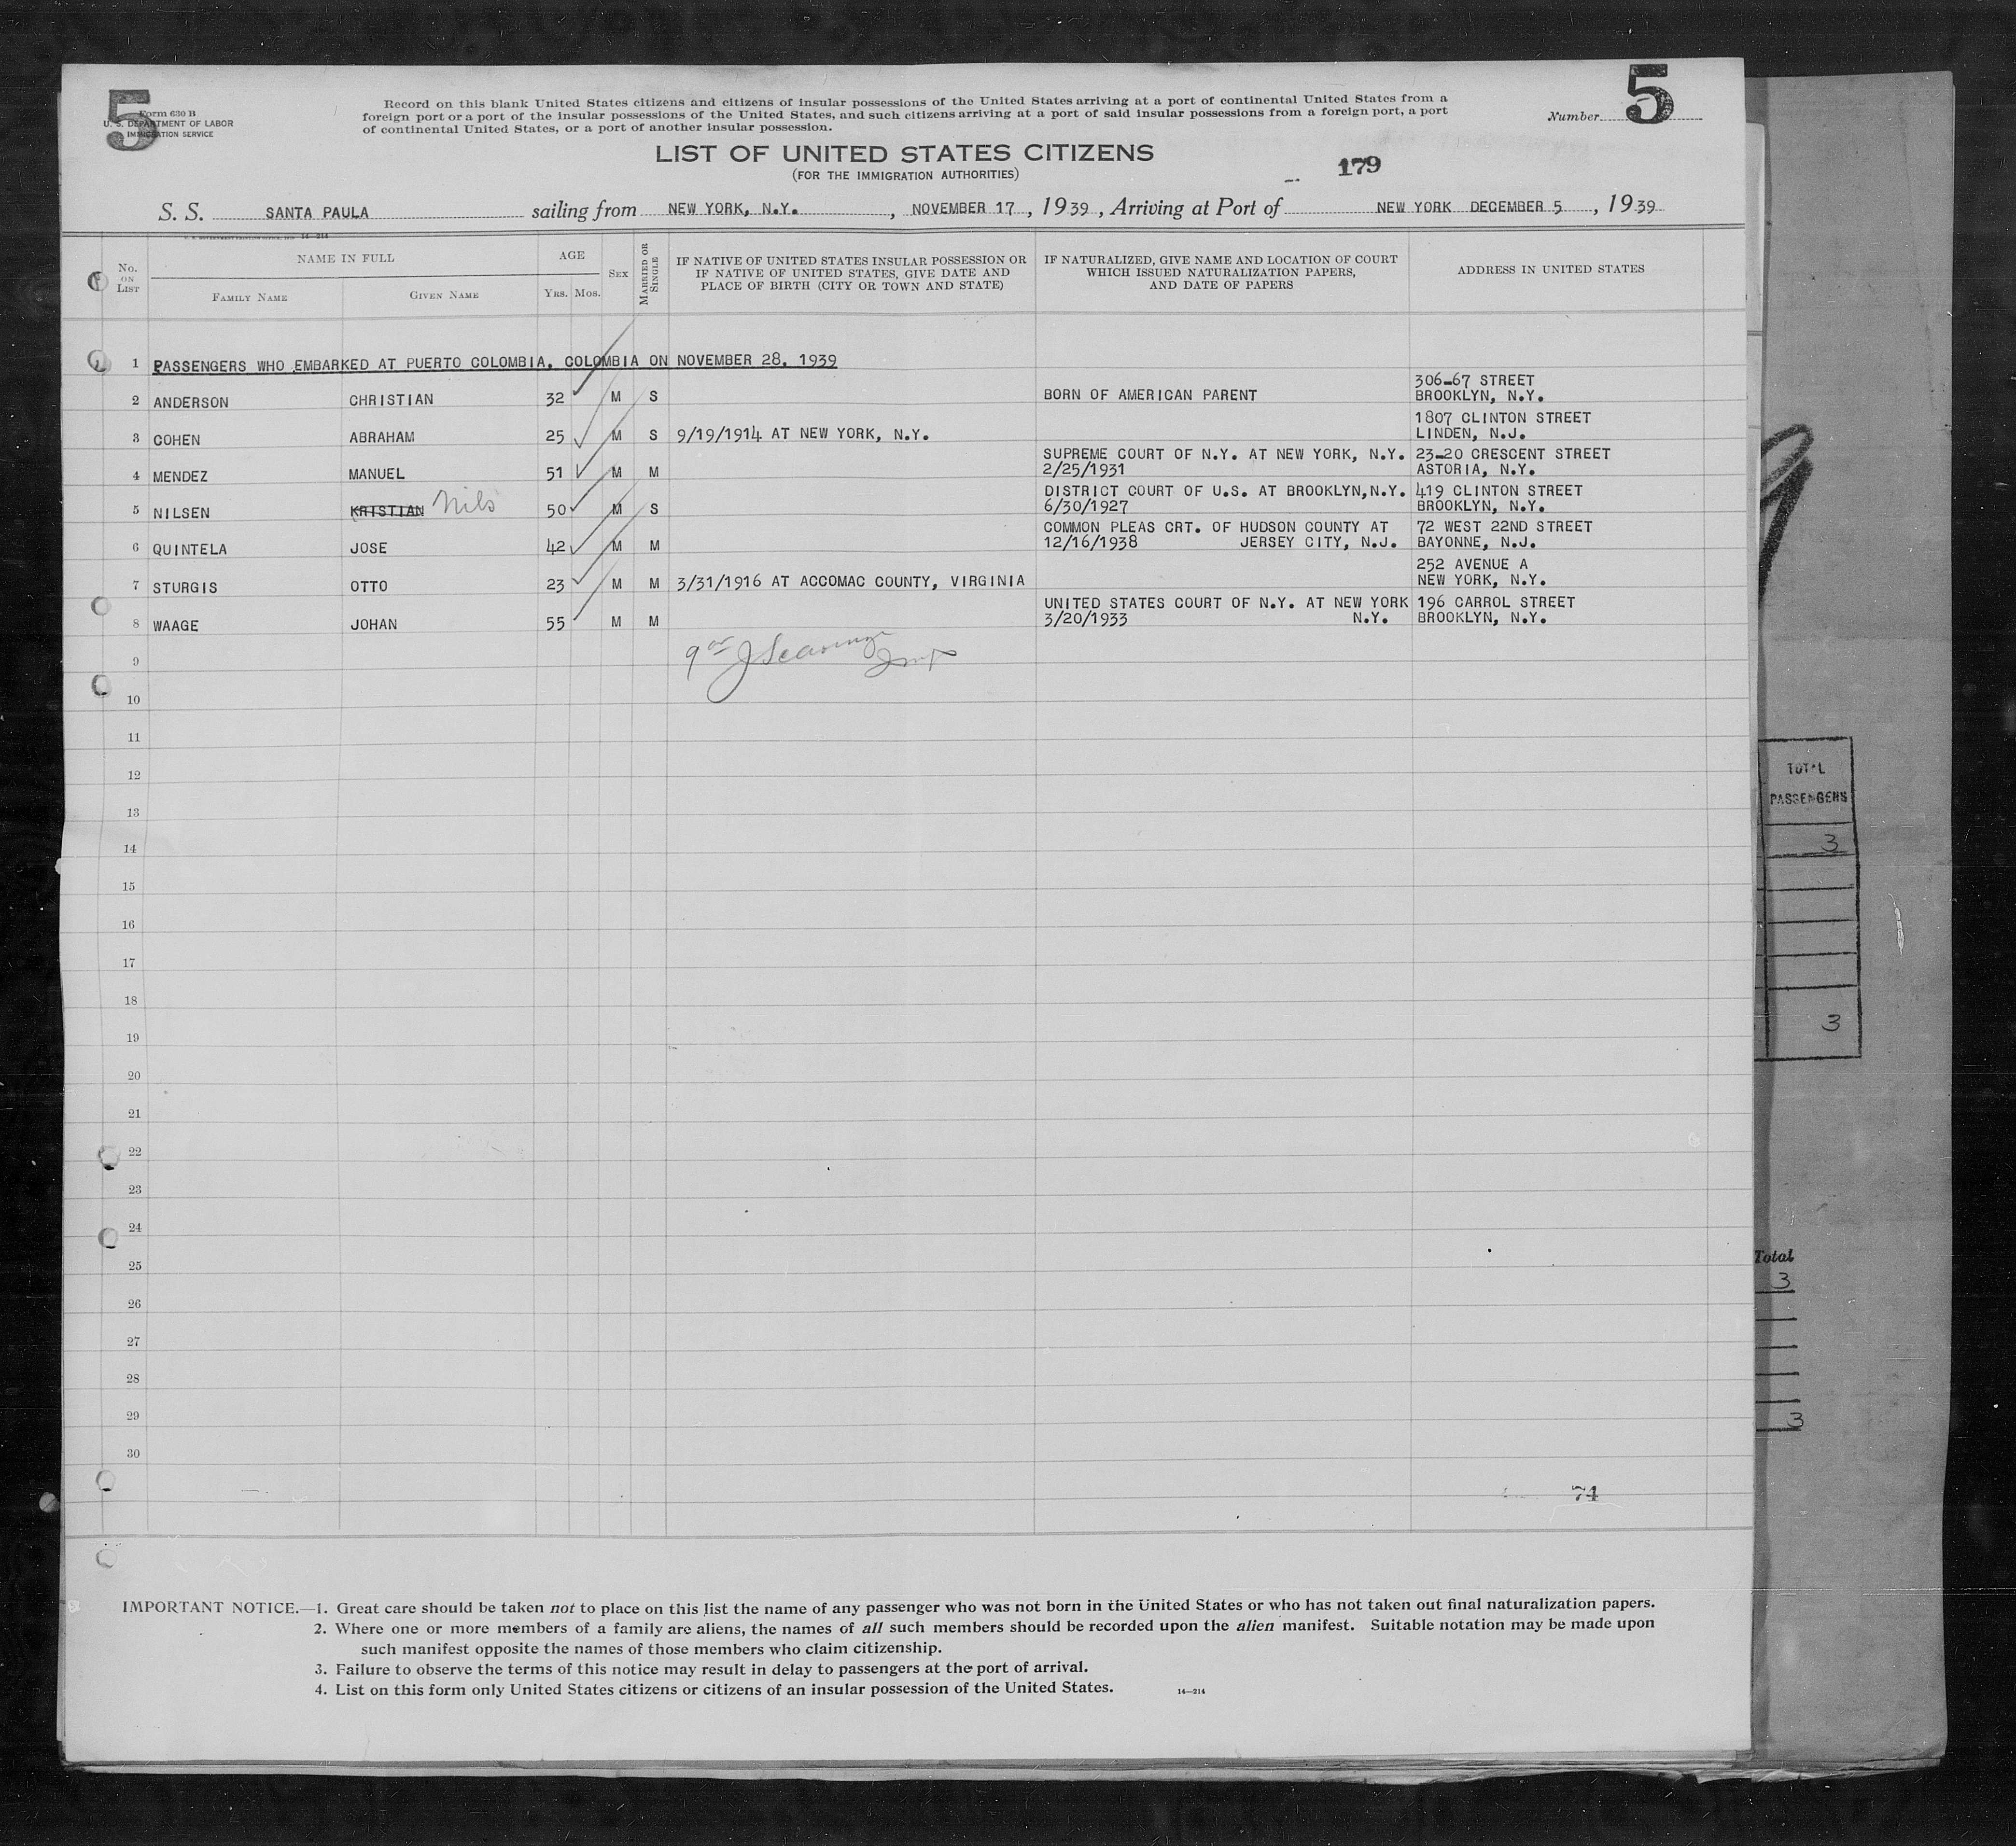 5
Form 630 B
U. S. DEPARTMENT OF LABOR
IMMIGRATION SERVICE
Record on this blank United States citizens and citizens of insular possessions of the United States arriving at a port of continental United States from a
foreign port or a port of the insular possessions of the United States, and such citizens arriving at a port of said insular possessions from a foreign port, a port
of continental United States, or a port of another insular possession.
Number 5
LIST OF UNITED STATES CITIZENS
(FOR THE IMMIGRATION AUTHORITIES)
179
S. S. SANTA PAULA sailing from NEW YORK, N.Y. , NOVEMBER 17 , 1939 , Arriving at Port of NEW YORK DECEMBER 5 , 1939
No. ON LIST
NAME IN FULL
FAMILY NAME
GIVEN NAME
AGE
YRS. MOS.
SEX
MARRIED OR SINGLE
IF NATIVE OF UNITED STATES INSULAR POSSESSION OR
IF NATIVE OF UNITED STATES, GIVE DATE AND
PLACE OF BIRTH (CITY OR TOWN AND STATE)
IF NATURALIZED, GIVE NAME AND LOCATION OF COURT
WHICH ISSUED NATURALIZATION PAPERS,
AND DATE OF PAPERS
ADDRESS IN UNITED STATES
1 PASSENGERS WHO EMBARKED AT PUERTO COLOMBIA, COLOMBIA ON NOVEMBER 28, 1939
306-67 STREET
2 ANDERSON CHRISTIAN 32 M S BORN OF AMERICAN PARENT BROOKLYN, N.Y.
1807 CLINTON STREET
3 COHEN ABRAHAM 25 M S 9/19/1914 AT NEW YORK, N.Y. LINDEN, N.J.
SUPREME COURT OF N.Y. AT NEW YORK, N.Y. 23-20 CRESCENT STREET
4 MENDEZ MANUEL 51 M M 2/25/1931 ASTORIA, N.Y.
DISTRICT COURT OF U.S. AT BROOKLYN,N.Y. 419 CLINTON STREET
5 NILSEN KRISTIAN Nils 50 M S 6/30/1927 BROOKLYN, N.Y.
COMMON PLEAS CRT. OF HUDSON COUNTY AT 72 WEST 22ND STREET
6 QUINTELA JOSE 42 M M 12/16/1938 JERSEY CITY, N.J. BAYONNE, N.J.
252 AVENUE A
7 STURGIS OTTO 23 M M 3/31/1916 AT ACCOMAC COUNTY, VIRGINIA NEW YORK, N.Y.
UNITED STATES COURT OF N.Y. AT NEW YORK 196 CARROL STREET
8 WAAGE JOHAN 55 M M 3/20/1933 N.Y. BROOKLYN, N.Y.
9
10
11
12
13
14
15
16
17
18
19
20
21
22
23
24
25
26
27
28
29
30
74
IMPORTANT NOTICE.—1. Great care should be taken not to place on this list the name of any passenger who was not born in the United States or who has not taken out final naturalization papers.
2. Where one or more members of a family are aliens, the names of all such members should be recorded upon the alien manifest. Suitable notation may be made upon
such manifest opposite the names of those members who claim citizenship.
3. Failure to observe the terms of this notice may result in delay to passengers at the port of arrival.
4. List on this form only United States citizens or citizens of an insular possession of the United States.
14—214
TOTAL
PASSENGERS
3
3
Total
3
3